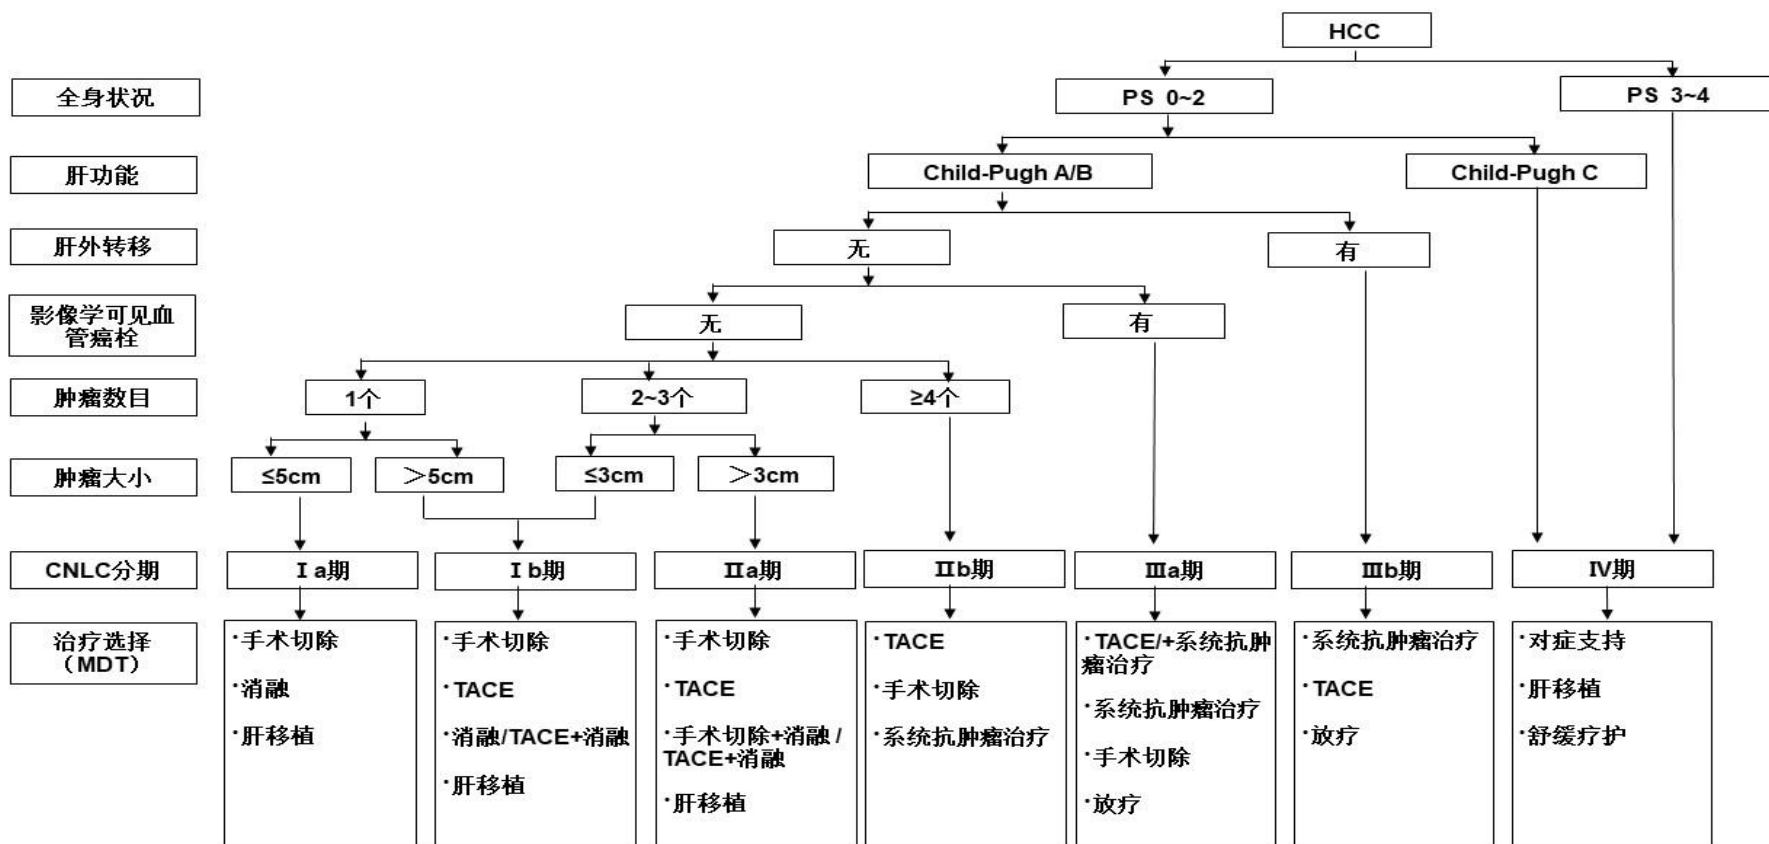 HCC
全身状况
PS 0~2
PS 3~4
肝功能
Child-Pugh A/B
Child-Pugh C
肝外转移
无
有
影像学可见血
管癌栓
无
有
肿瘤数目
1个
2~3个
≥4个
肿瘤大小
≤5cm
＞5cm
≤3cm
＞3cm
CNLC分期
Ⅰa期
Ⅰb期
Ⅱa期
Ⅱb期
Ⅲa期
Ⅲb期
Ⅳ期
治疗选择
（MDT）
·手术切除
·消融
·肝移植
·手术切除
·TACE
·消融/TACE+消融
·肝移植
·手术切除
·TACE
·手术切除+消融/
TACE+消融
·肝移植
·TACE
·手术切除
·系统抗肿瘤治疗
·TACE/+系统抗肿
瘤治疗
·系统抗肿瘤治疗
·手术切除
·放疗
·系统抗肿瘤治疗
·TACE
·放疗
·对症支持
·肝移植
·舒缓疗护